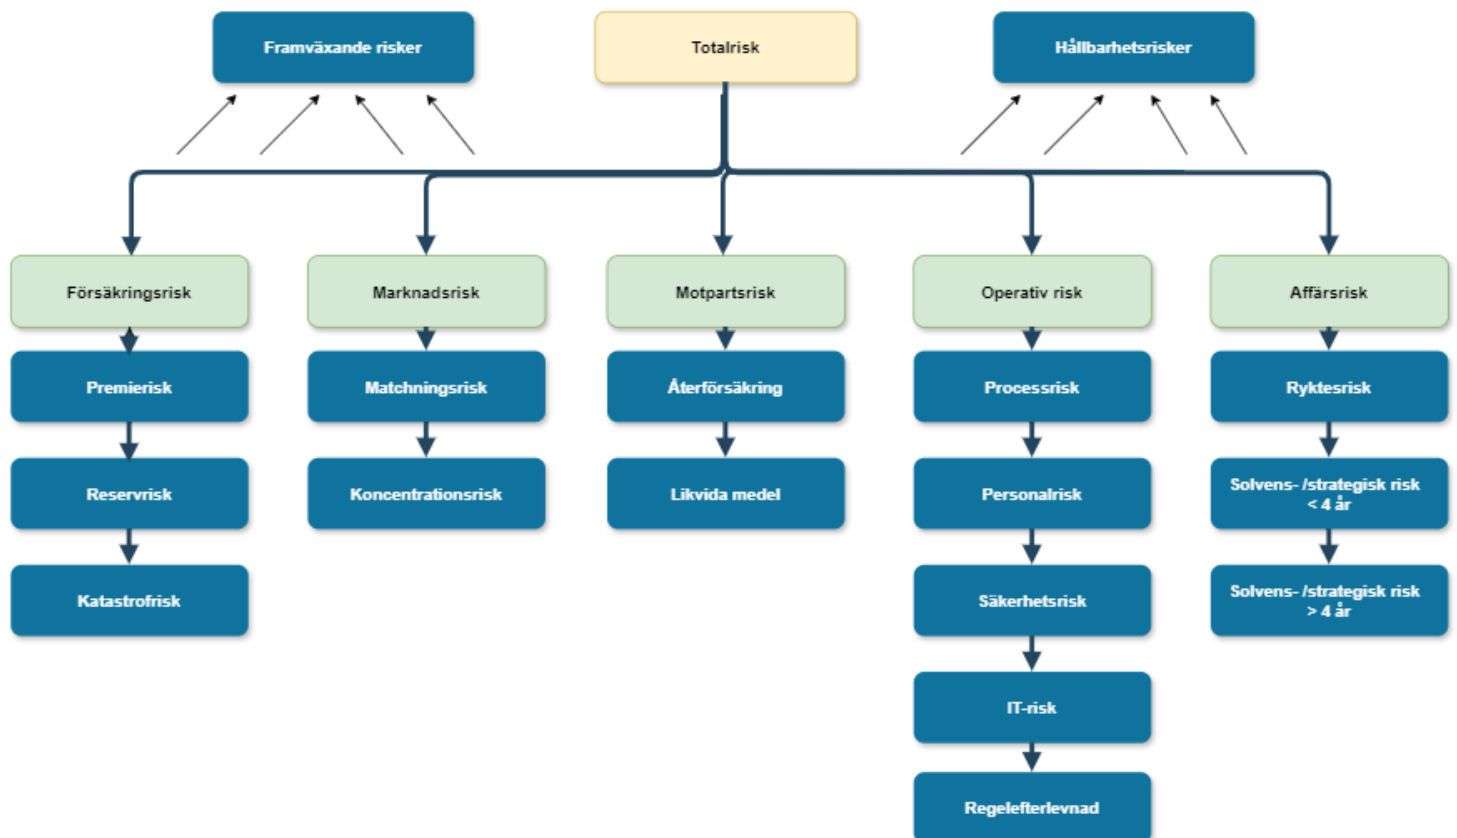 Framväxande risker
Totalrisk
Hållbarhetsrisker
Försäkringsrisk
Marknadsrisk
Motpartsrisk
Operativ risk
Affärsrisk
Premierisk
Matchningsrisk
Återförsäkring
Processrisk
Ryktesrisk
Reservrisk
Koncentrationsrisk
Likvida medel
Personalrisk
Solvens- /strategisk risk
< 4 år
Katastrofrisk
Säkerhetsrisk
Solvens- /strategisk risk
> 4 år
IT-risk
Regelefterlevnad